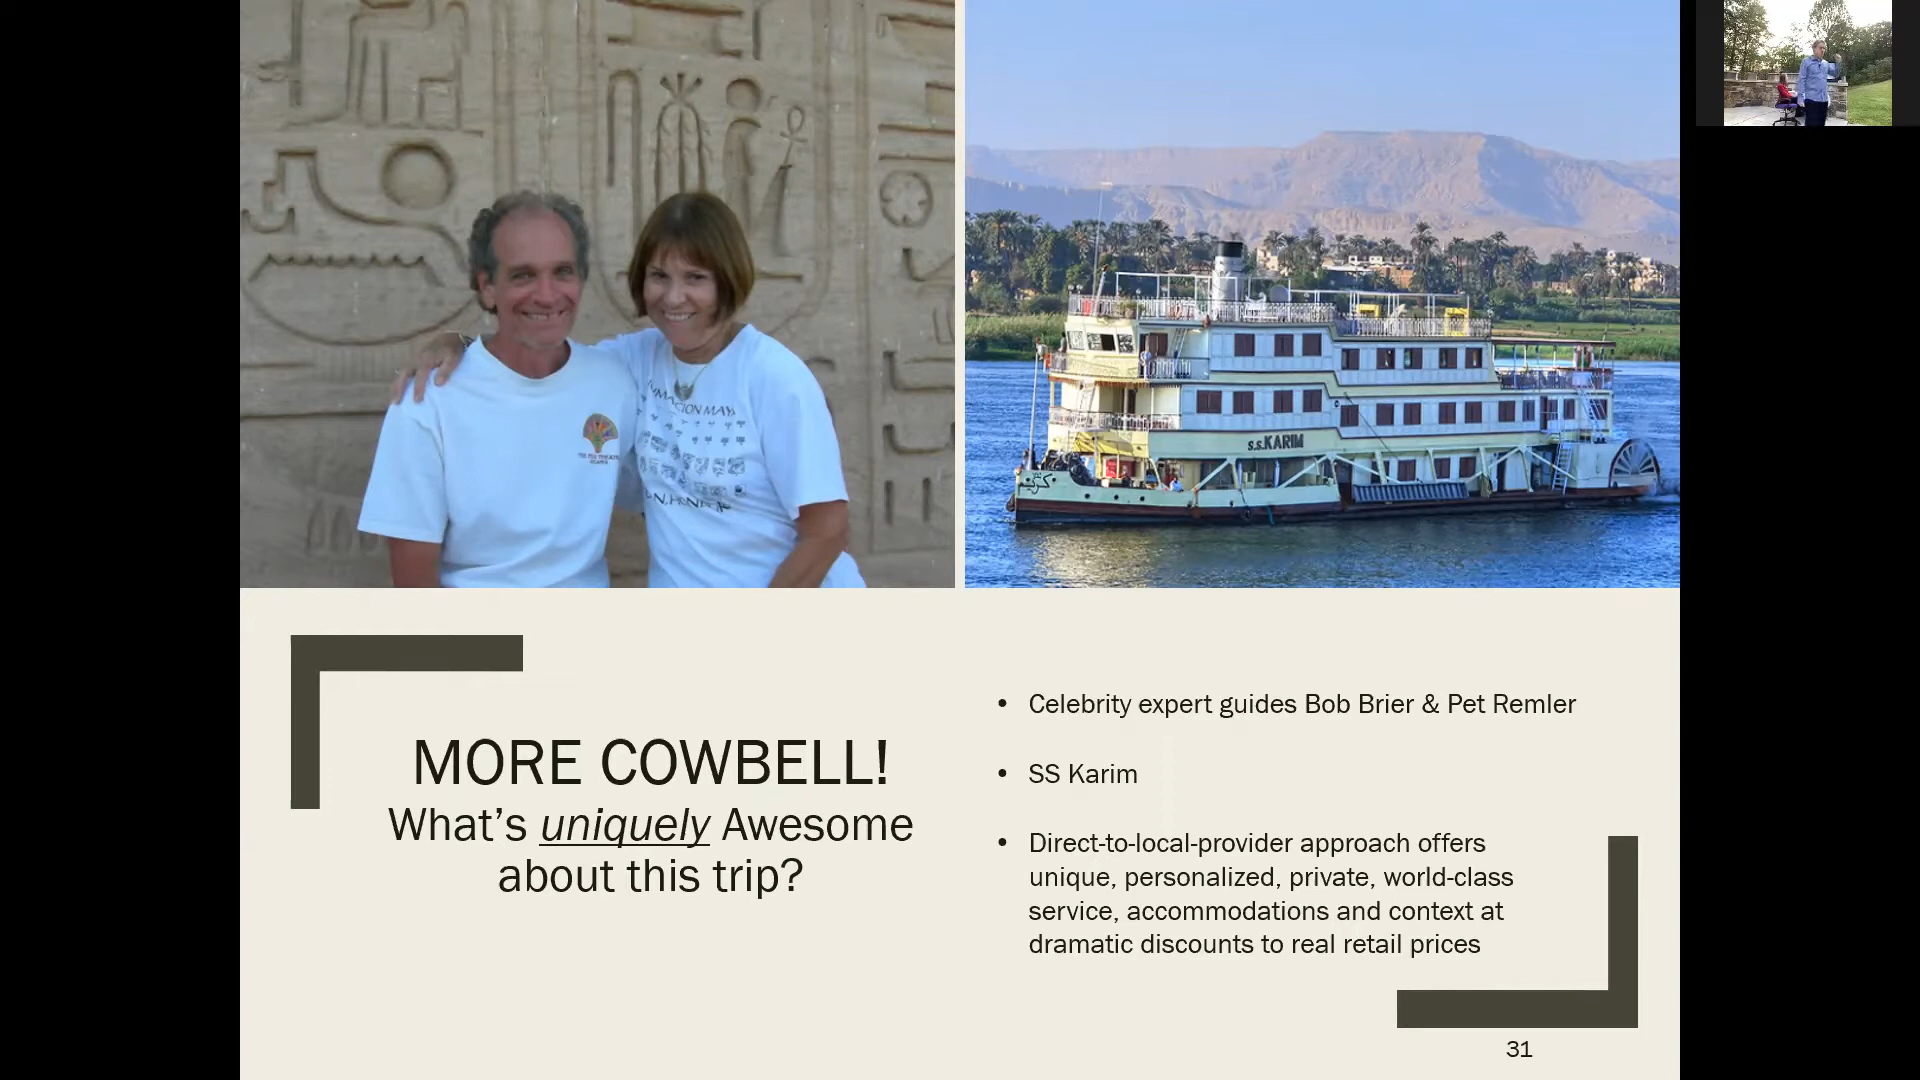 s.s.KARIM
MORE COWBELL!
What's uniquely Awesome
about this trip?
• Celebrity expert guides Bob Brier & Pet Remler
• SS Karim
• Direct-to-local-provider approach offers
unique, personalized, private, world-class
service, accommodations and context at
dramatic discounts to real retail prices
31